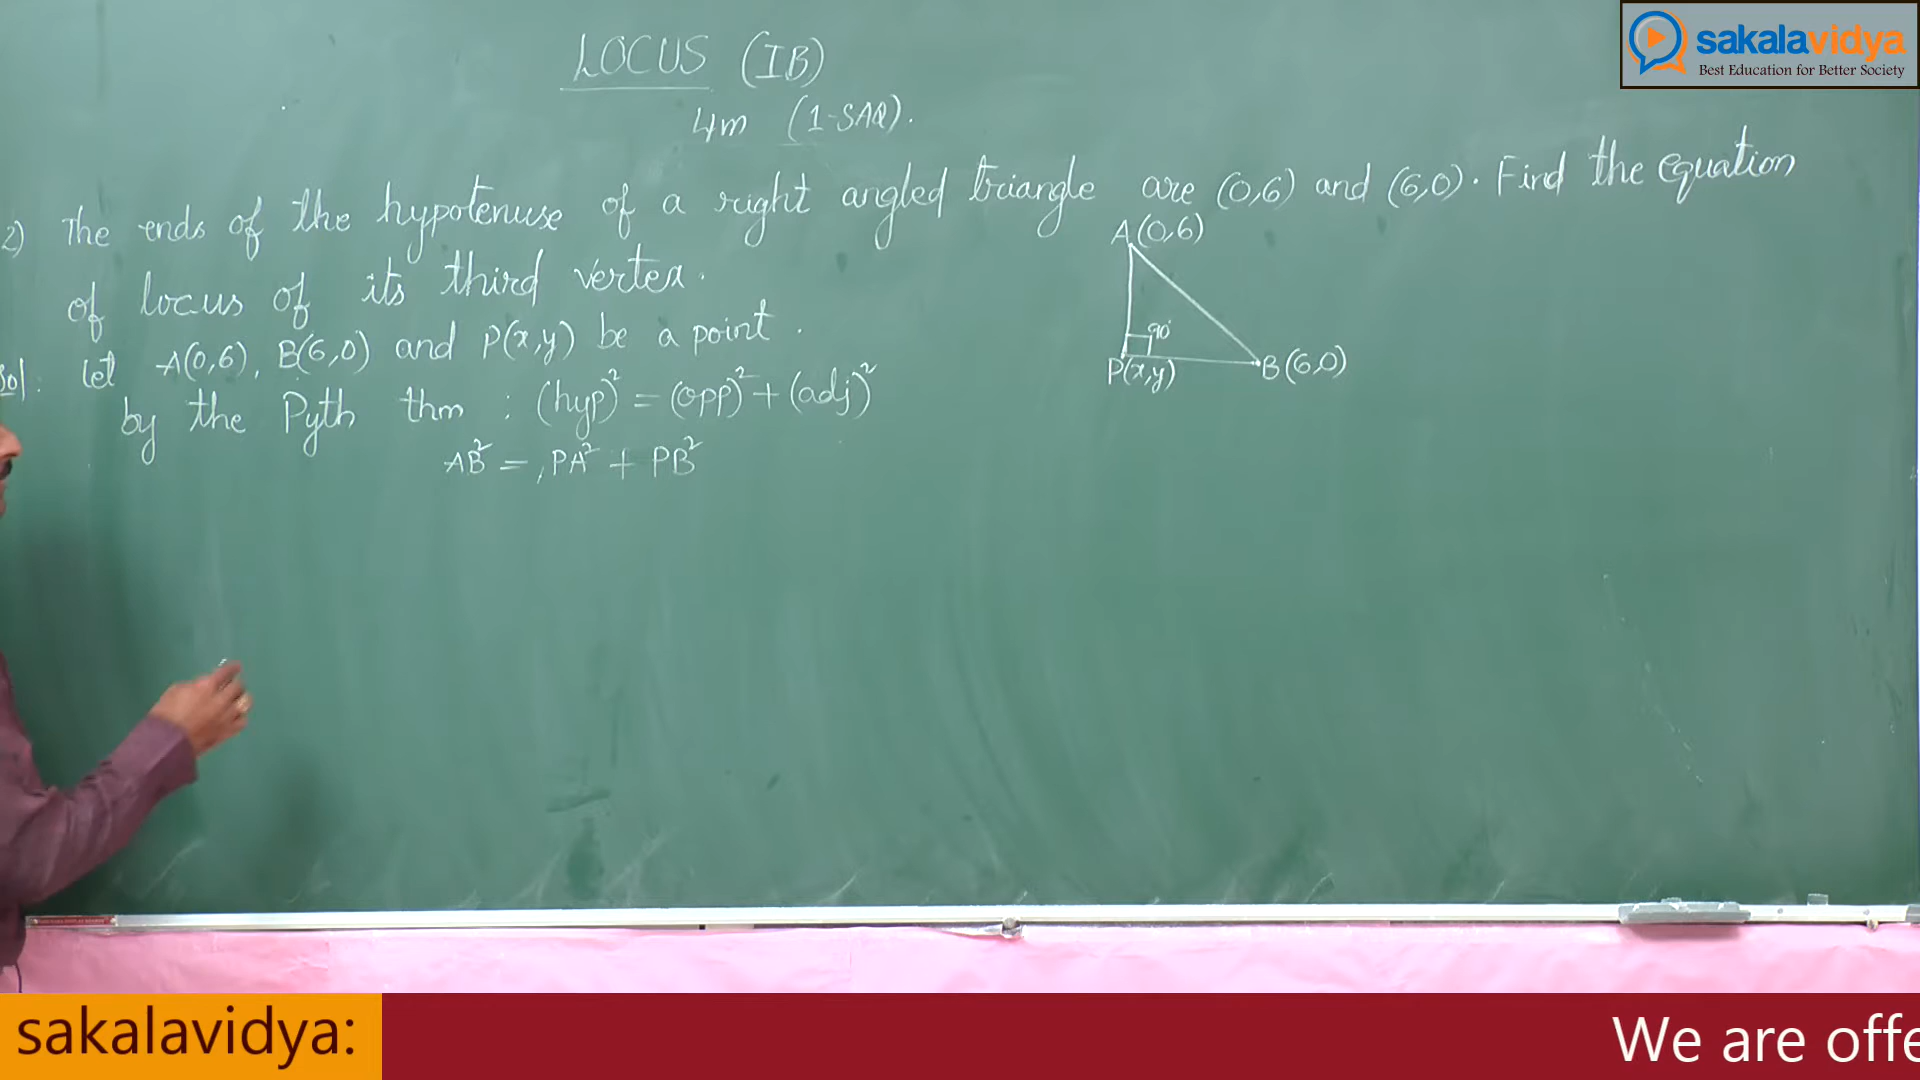 sakalavidya
Best Education for Better Society
LOCUS (IB)
4m (1-SAQ).
2) The ends of the hypotenuse of a right angled triangle are (0,6) and (6,0). Find the equation
of locus of its third vertex.
Sol: Let A(0,6), B(6,0) and P(x,y) be a point.
by the Pyth thm : (hyp)² = (opp)² + (adj)²
AB² = PA² + PB²
A(0,6)
90°
P(x,y)
B(6,0)
sakalavidya:
We are offe